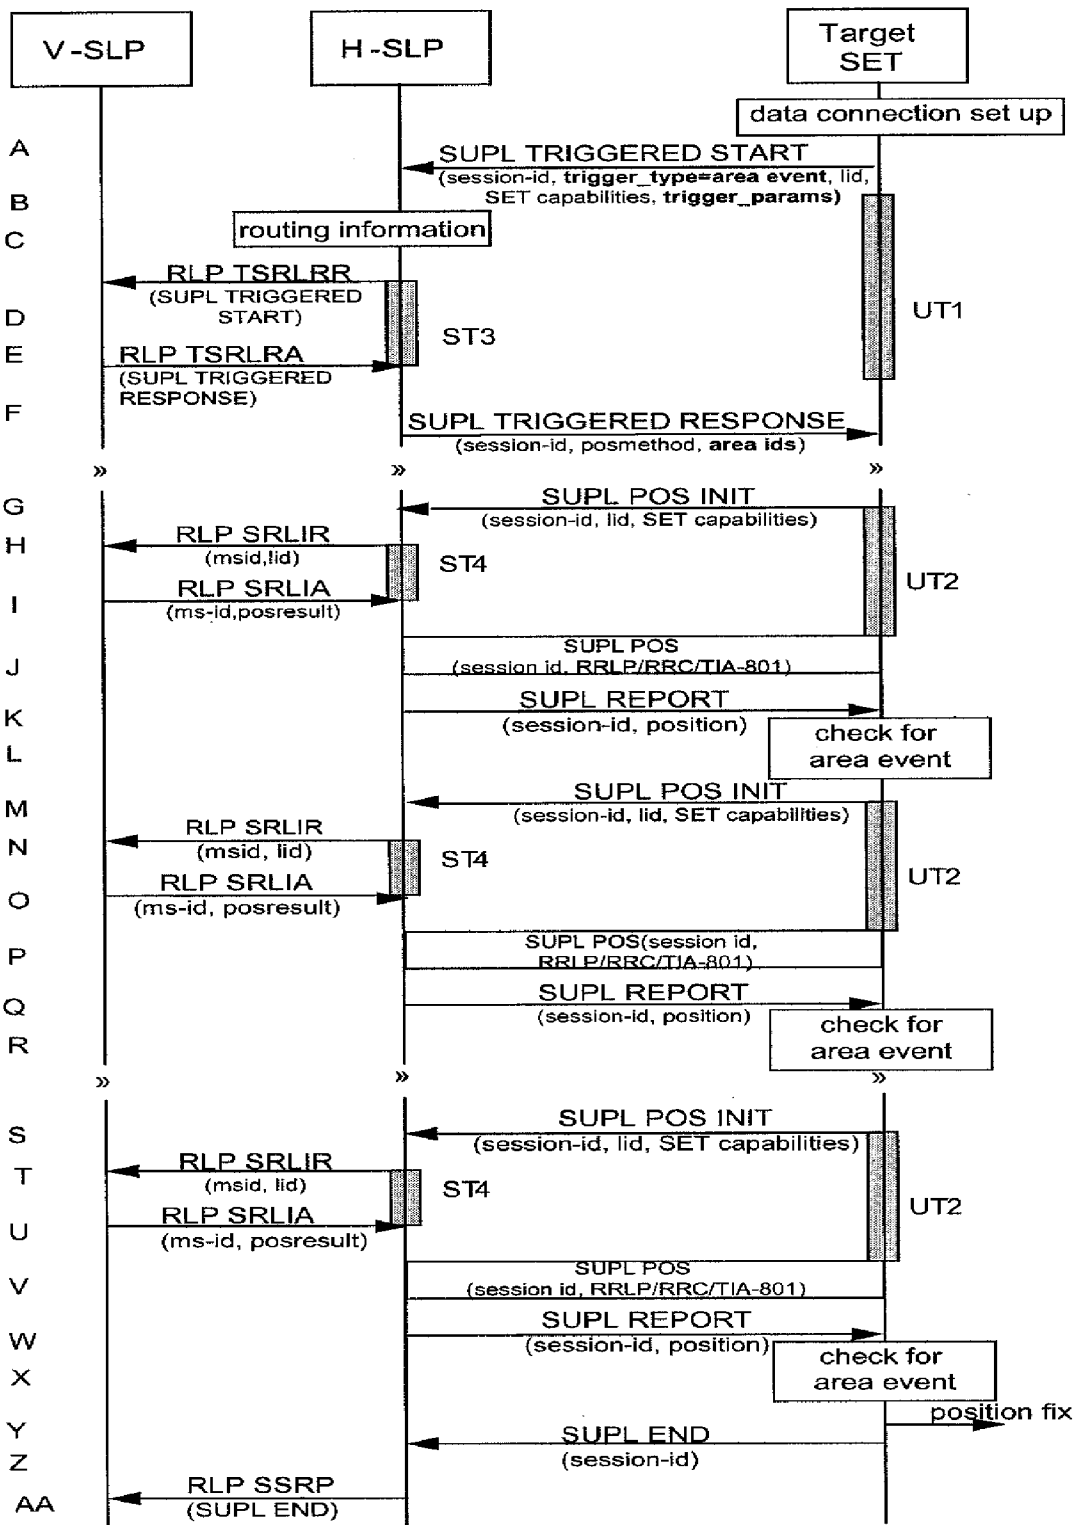 V-SLP
H-SLP
Target
SET
data connection set up
A
SUPL TRIGGERED START
(session-id, trigger_type=area event, lid,
SET capabilities, trigger_params)
B
routing information
C
RLP TSRLRR
(SUPL TRIGGERED
START)
D
ST3
UT1
E
RLP TSRLRA
(SUPL TRIGGERED
RESPONSE)
F
SUPL TRIGGERED RESPONSE
(session-id, posmethod, area ids)
»
»
»
G
SUPL POS INIT
(session-id, lid, SET capabilities)
H
RLP SRLIR
(msid,lid)
ST4
UT2
I
RLP SRLIA
(ms-id,posresult)
SUPL POS
J
(session id, RRLP/RRC/TIA-801)
K
SUPL REPORT
(session-id, position)
L
check for
area event
M
SUPL POS INIT
(session-id, lid, SET capabilities)
N
RLP SRLIR
(msid, lid)
ST4
UT2
O
RLP SRLIA
(ms-id, posresult)
P
SUPL POS(session id,
RRLP/RRC/TIA-801)
Q
SUPL REPORT
(session-id, position)
R
check for
area event
»
»
»
S
SUPL POS INIT
(session-id, lid, SET capabilities)
T
RLP SRLIR
(msid, lid)
ST4
UT2
U
RLP SRLIA
(ms-id, posresult)
V
SUPL POS
(session id, RRLP/RRC/TIA-801)
W
SUPL REPORT
(session-id, position)
X
check for
area event
position fix
Y
SUPL END
(session-id)
Z
RLP SSRP
(SUPL END)
AA